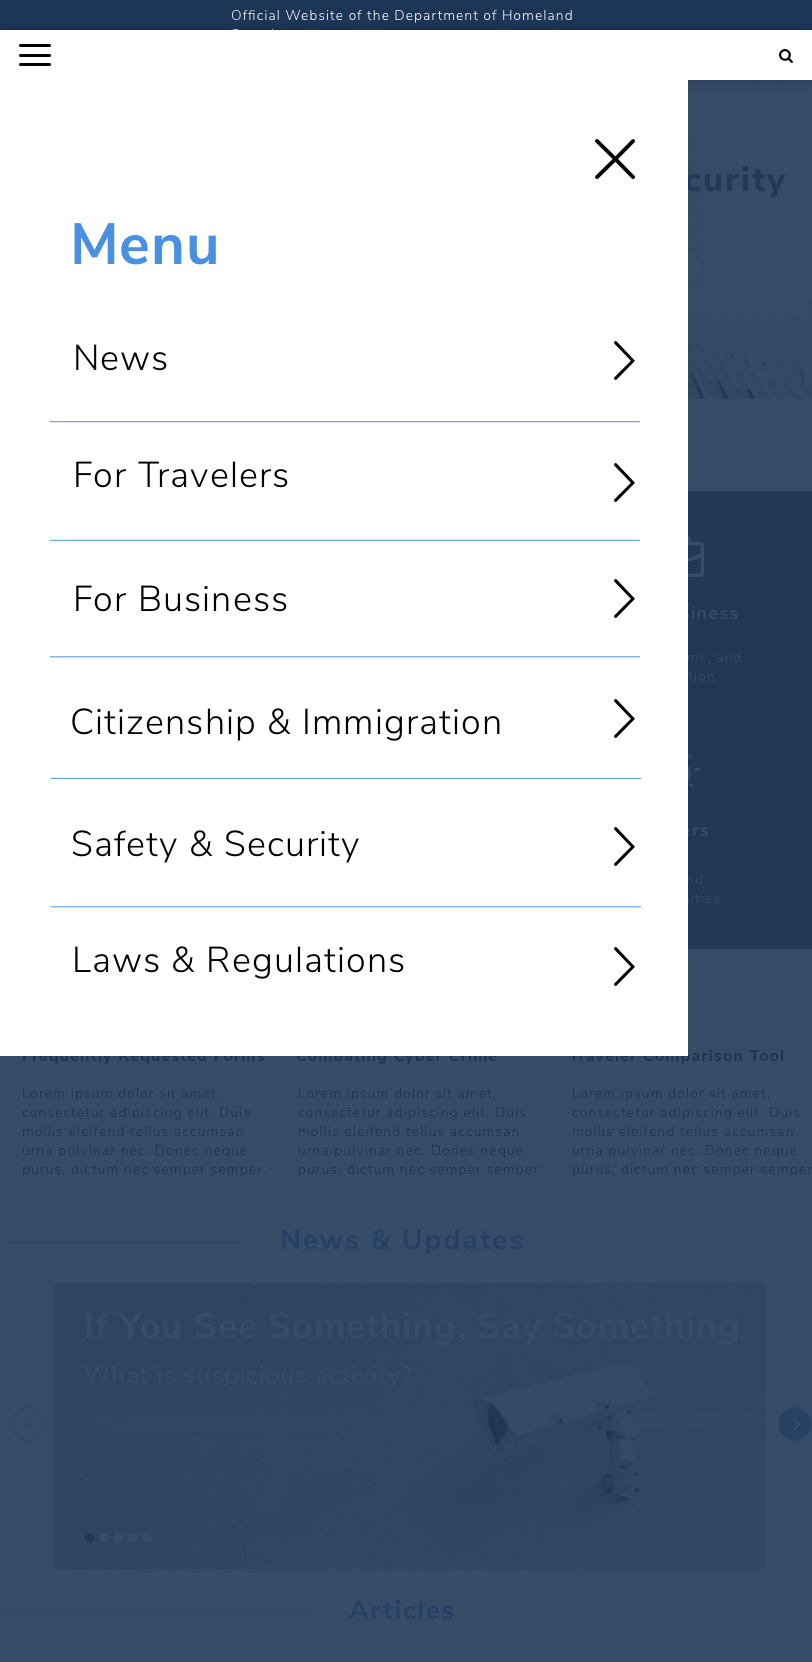 Official Website of the Department of Homeland
Menu
curity
News
For Travelers
For Business
iness
ms, and
tion
Citizenship & Immigration
Safety & Security
ers
nd
ities
Laws & Regulations
Frequently Requested Forms
Combating Cyber Crime
Traveler Comparison Tool
Lorem ipsum dolor sit amet,
consectetur adipiscing elit. Duis
mollis eleifend tellus accumsan
urna pulvinar nec. Donec neque
purus, dictum nec semper semper.
Lorem ipsum dolor sit amet,
consectetur adipiscing elit. Duis
mollis eleifend tellus accumsan
urna pulvinar nec. Donec neque
purus, dictum nec semper semper.
Lorem ipsum dolor sit amet,
consectetur adipiscing elit. Duis
mollis eleifend tellus accumsan
urna pulvinar nec. Donec neque
purus, dictum nec semper semper
News & Updates
If You See Something, Say Something
What is suspicious activity?
Articles